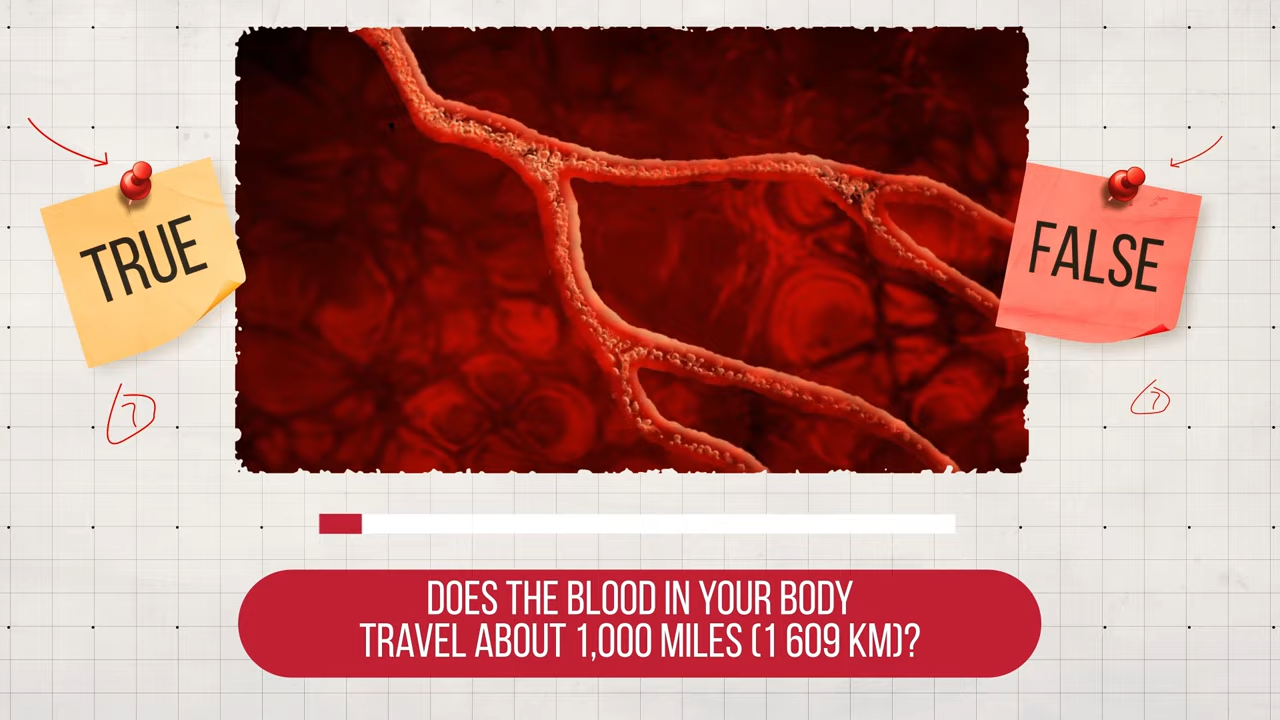 TRUE
FALSE
?
?
DOES THE BLOOD IN YOUR BODY
TRAVEL ABOUT 1,000 MILES (1 609 KM)?